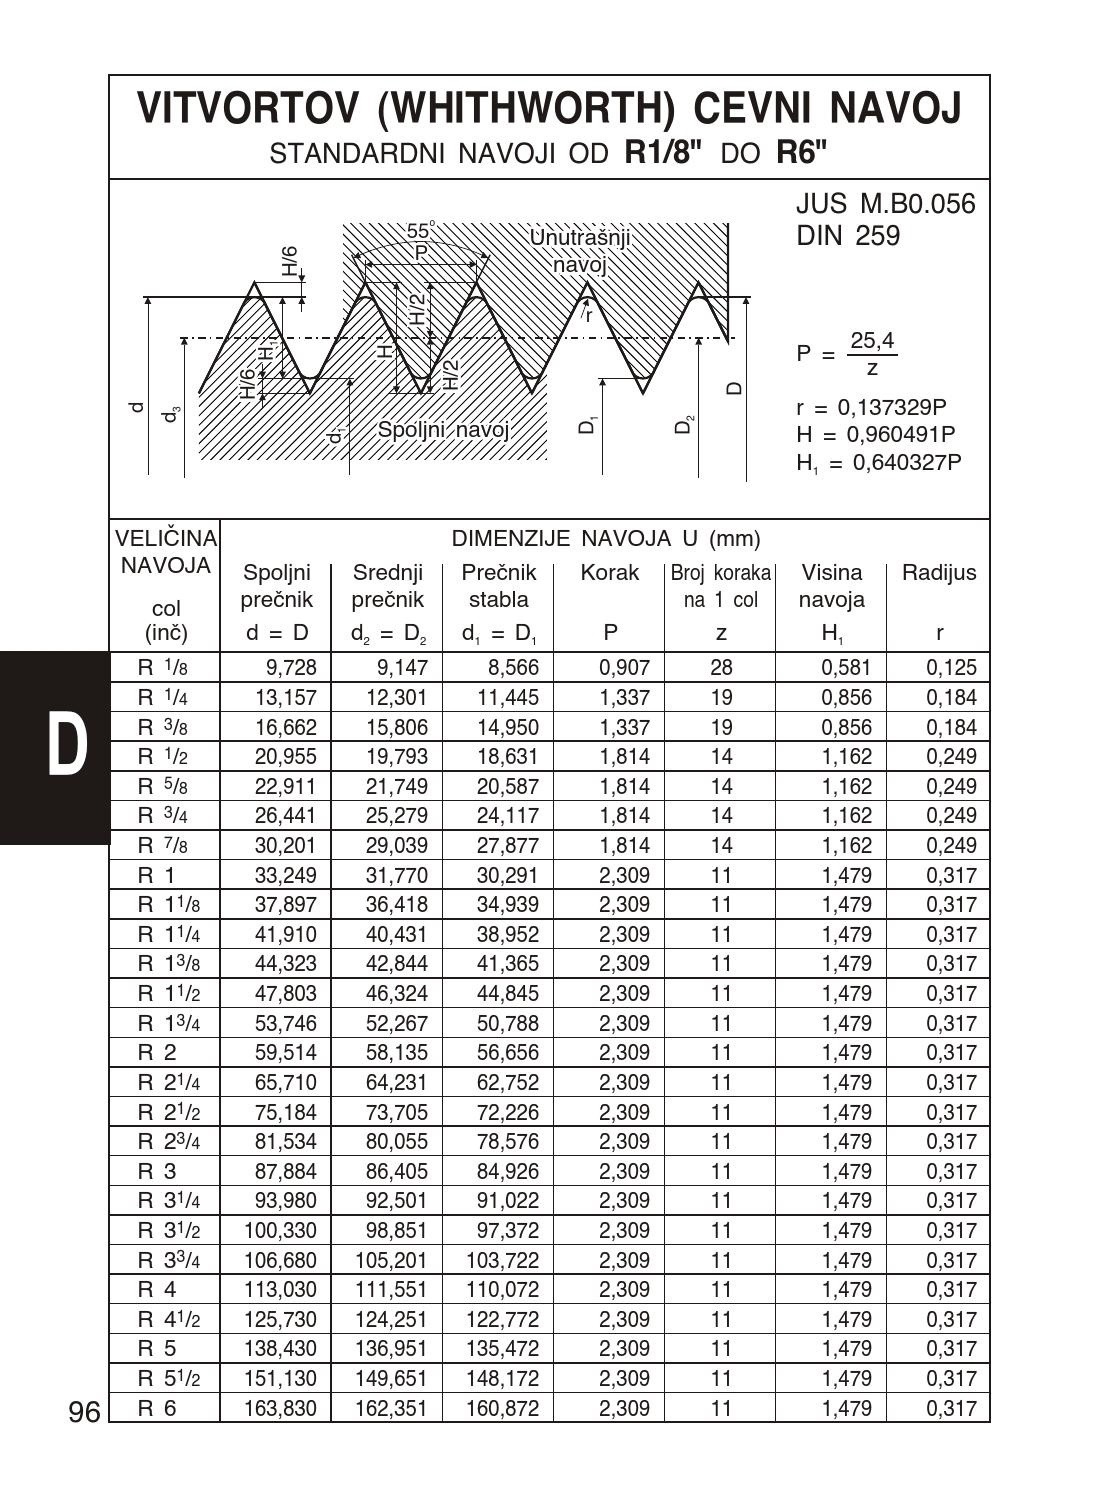 VITVORTOV (WHITHWORTH) CEVNI NAVOJ
STANDARDNI NAVOJI OD R1/8" DO R6"
JUS M.B0.056
DIN 259
55°
P
Unutrašnji
navoj
H/6
H/2
r
H
H₁
H/6
H/2
d
d₃
d₁
Spoljni navoj
D₁
D₂
D
P = 25,4
z
r = 0,137329P
H = 0,960491P
H₁ = 0,640327P
VELIČINA NAVOJA
col
(inč)
DIMENZIJE NAVOJA U (mm)
Spoljni Srednji Prečnik Korak Broj koraka Visina Radijus
prečnik prečnik stabla na 1 col navoja
d = D d₂ = D₂ d₁ = D₁ P z H₁ r
R 1/8 9,728 9,147 8,566 0,907 28 0,581 0,125
R 1/4 13,157 12,301 11,445 1,337 19 0,856 0,184
R 3/8 16,662 15,806 14,950 1,337 19 0,856 0,184
R 1/2 20,955 19,793 18,631 1,814 14 1,162 0,249
R 5/8 22,911 21,749 20,587 1,814 14 1,162 0,249
R 3/4 26,441 25,279 24,117 1,814 14 1,162 0,249
R 7/8 30,201 29,039 27,877 1,814 14 1,162 0,249
R 1 33,249 31,770 30,291 2,309 11 1,479 0,317
R 1 1/8 37,897 36,418 34,939 2,309 11 1,479 0,317
R 1 1/4 41,910 40,431 38,952 2,309 11 1,479 0,317
R 1 3/8 44,323 42,844 41,365 2,309 11 1,479 0,317
R 1 1/2 47,803 46,324 44,845 2,309 11 1,479 0,317
R 1 3/4 53,746 52,267 50,788 2,309 11 1,479 0,317
R 2 59,514 58,135 56,656 2,309 11 1,479 0,317
R 2 1/4 65,710 64,231 62,752 2,309 11 1,479 0,317
R 2 1/2 75,184 73,705 72,226 2,309 11 1,479 0,317
R 2 3/4 81,534 80,055 78,576 2,309 11 1,479 0,317
R 3 87,884 86,405 84,926 2,309 11 1,479 0,317
R 3 1/4 93,980 92,501 91,022 2,309 11 1,479 0,317
R 3 1/2 100,330 98,851 97,372 2,309 11 1,479 0,317
R 3 3/4 106,680 105,201 103,722 2,309 11 1,479 0,317
R 4 113,030 111,551 110,072 2,309 11 1,479 0,317
R 4 1/2 125,730 124,251 122,772 2,309 11 1,479 0,317
R 5 138,430 136,951 135,472 2,309 11 1,479 0,317
R 5 1/2 151,130 149,651 148,172 2,309 11 1,479 0,317
R 6 163,830 162,351 160,872 2,309 11 1,479 0,317
D
96